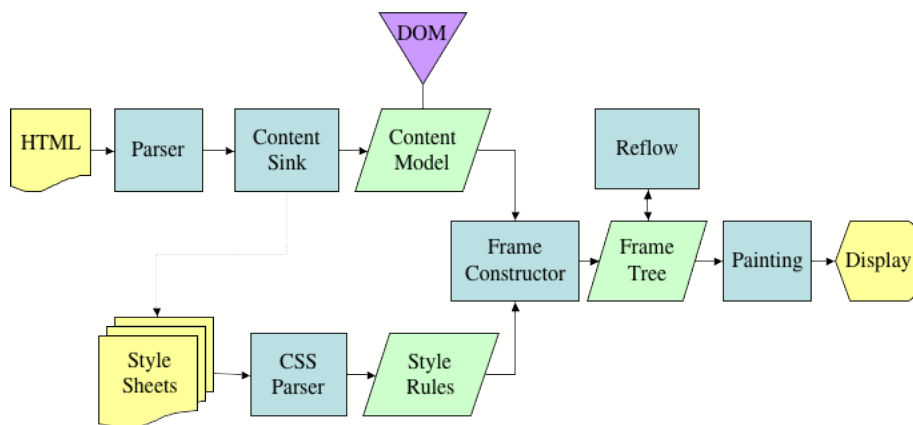 DOM
HTML
Parser
Content
Sink
Content
Model
Reflow
Frame
Constructor
Frame
Tree
Painting
Display
Style
Sheets
CSS
Parser
Style
Rules